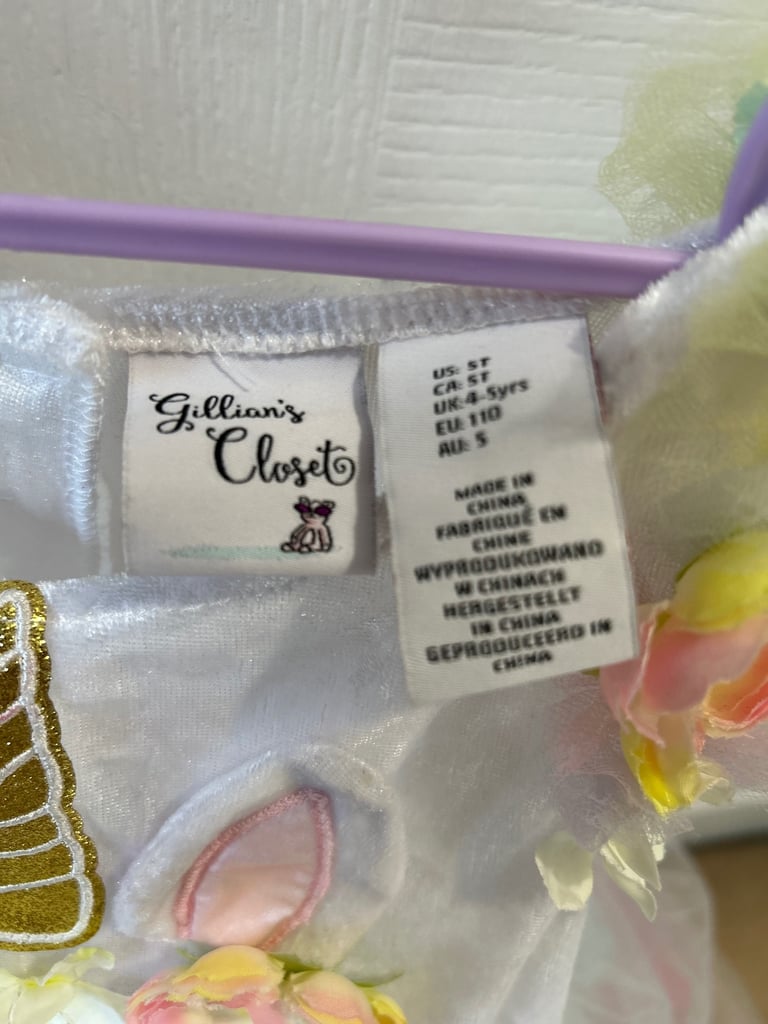 Gillian's
Closet
US: 5T
CA: 5T
UK:4-5yrs
EU: 110
AU: 5
MADE IN
CHINA
FABRIQUÉ EN
CHINE
WYPRODUKOWANO
W CHINACH
HERGESTELLT
IN CHINA
GEPRODUCEERD IN
CHINA